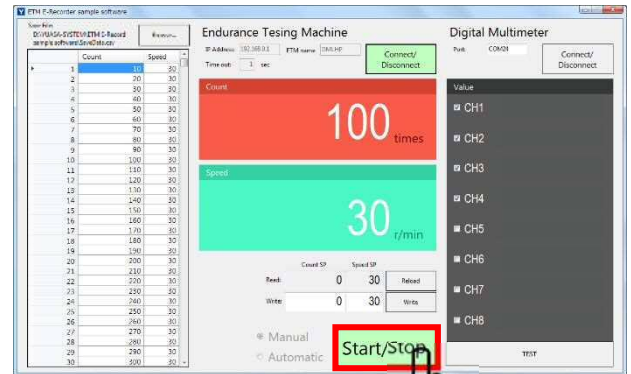 ETM E-Recorder sample software
Save Files
D:\YUASA-SYSTEM\ETM E-Record
sample software\SaveData.csv
Browse...
Count Speed
1 10 30
2 20 30
3 30 30
4 40 30
5 50 30
6 60 30
7 70 30
8 80 30
9 90 30
10 100 30
11 110 30
12 120 30
13 130 30
14 140 30
15 150 30
16 160 30
17 170 30
18 180 30
19 190 30
20 200 30
21 210 30
22 220 30
23 230 30
24 240 30
25 250 30
26 260 30
27 270 30
28 280 30
29 290 30
30 300 30
Endurance Tesing Machine
IP Address: 192.168.0.1 ETM name DMLHP
Time out: 1 sec
Connect/
Disconnect
Count
100 times
Speed
30 r/min
Count SP Speed SP
Read: 0 30 Reload
Write: 0 30 Write
Manual
Automatic
Start/Stop
Digital Multimeter
Port: COM24
Connect/
Disconnect
Value
CH1
CH2
CH3
CH4
CH5
CH6
CH7
CH8
TEST